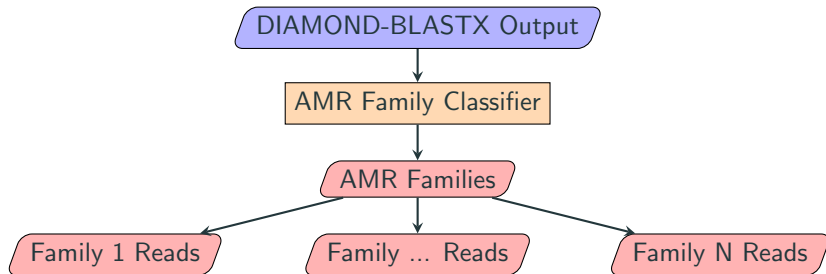 DIAMOND-BLASTX Output
AMR Family Classifier
AMR Families
Family 1 Reads
Family ... Reads
Family N Reads